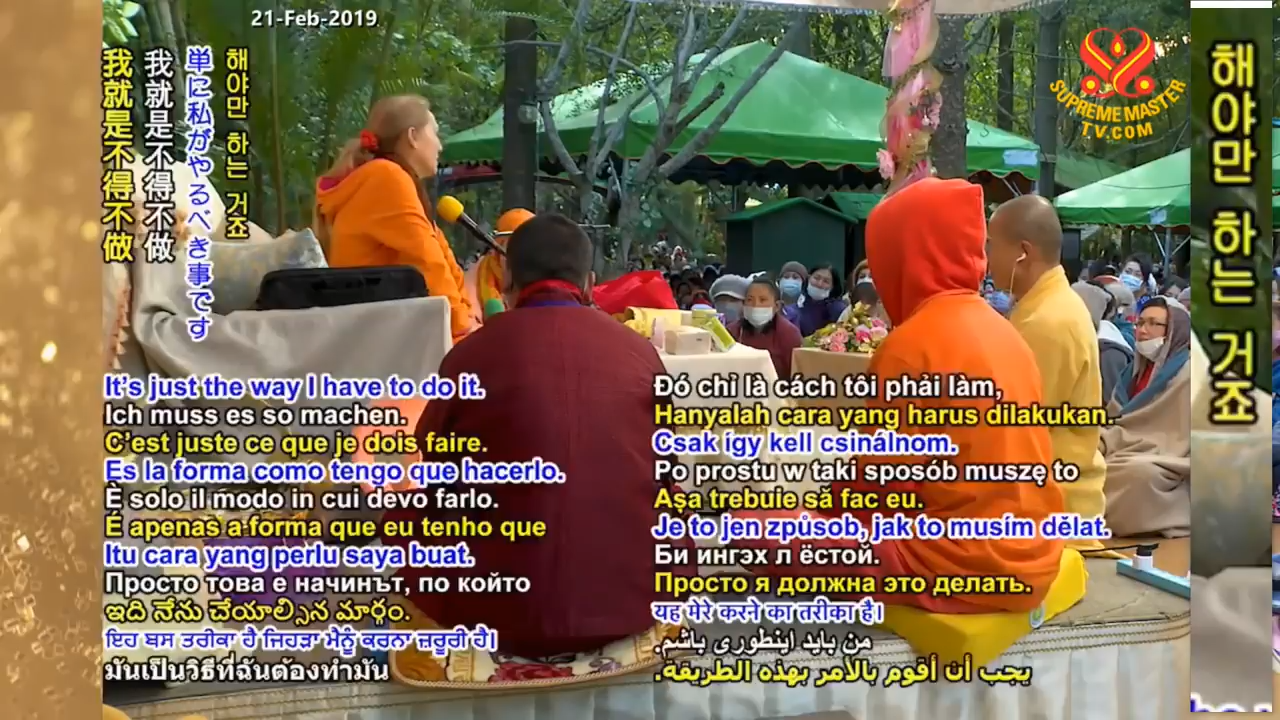 21-Feb-2019
SUPREME MASTER
TV.COM
해야만 하는 거죠
単に私がやるべき事です
我就是不得不做
我就是不得不做
해야만 하는 거죠
It's just the way I have to do it.
Ich muss es so machen.
C'est juste ce que je dois faire.
Es la forma como tengo que hacerlo.
È solo il modo in cui devo farlo.
É apenas a forma que eu tenho que
Itu cara yang perlu saya buat.
Просто това е начинът, по който
ఇది నేను చేయాల్సిన మార్గం.
ਇਹ ਬਸ ਤਰੀਕਾ ਹੈ ਜਿਹੜਾ ਮੈਨੂੰ ਕਰਨਾ ਜ਼ਰੂਰੀ ਹੈ।
มันเป็นวิธีที่ฉันต้องทำมัน
Đó chỉ là cách tôi phải làm,
Hanyalah cara yang harus dilakukan.
Csak így kell csinálnom.
Po prostu w taki sposób muszę to
Așa trebuie să fac eu.
Je to jen způsob, jak to musím dělat.
Би ингэх л ёстой.
Просто я должна это делать.
यह मेरे करने का तरीका है।
من باید اینطوری باشم.
يجب أن أقوم بالأمر بهذه الطريقة.